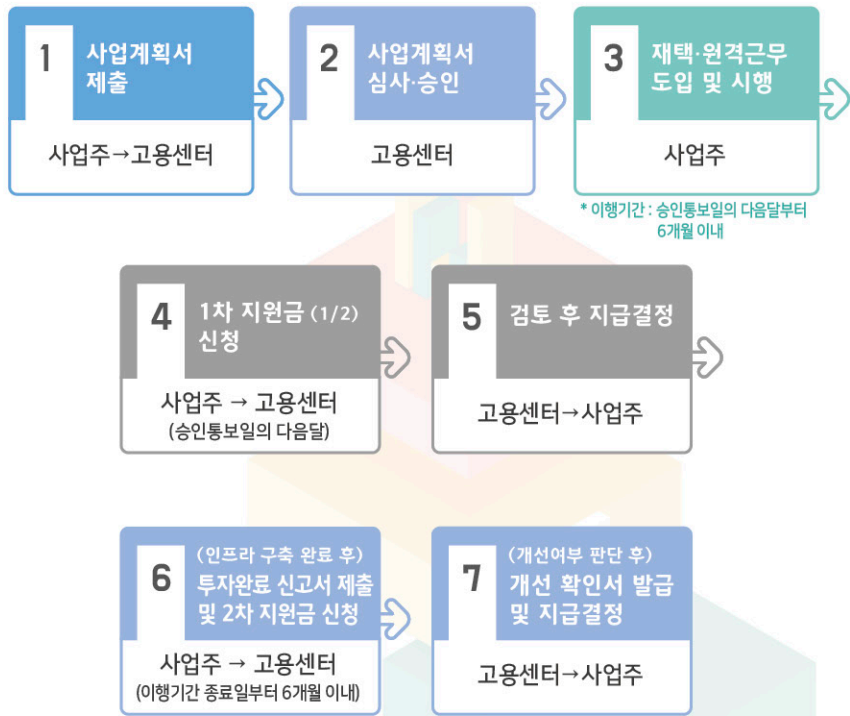 1
사업계획서
제출
사업주→고용센터
2
사업계획서
심사·승인
고용센터
3
재택·원격근무
도입 및 시행
사업주
* 이행기간 : 승인통보일의 다음달부터
6개월 이내
4
1차 지원금 (1/2)
신청
사업주 → 고용센터
(승인통보일의 다음달)
5
검토 후 지급결정
고용센터→사업주
6
(인프라 구축 완료 후)
투자완료 신고서 제출
및 2차 지원금 신청
사업주 → 고용센터
(이행기간 종료일부터 6개월 이내)
7
(개선여부 판단 후)
개선 확인서 발급
및 지급결정
고용센터→사업주